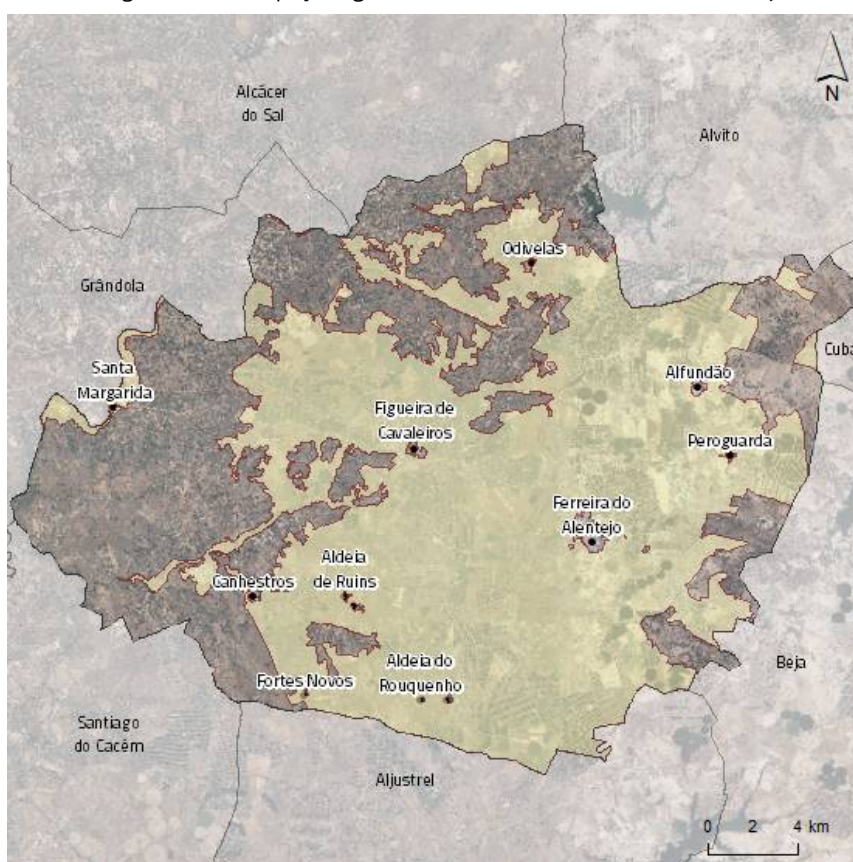 Alcácer
do Sal
N
Alvito
Odivelas
Grândola
Cuba
Santa
Margarida
Alfundão
Figueira de
Cavaleiros
Peroguarda
Ferreira do
Alentejo
Aldeia
de Ruins
Canhestros
Aldeia do
Rouquenho
Beja
Fortes Novos
Santiago
do Cacém
Aljustrel
0 2 4 km